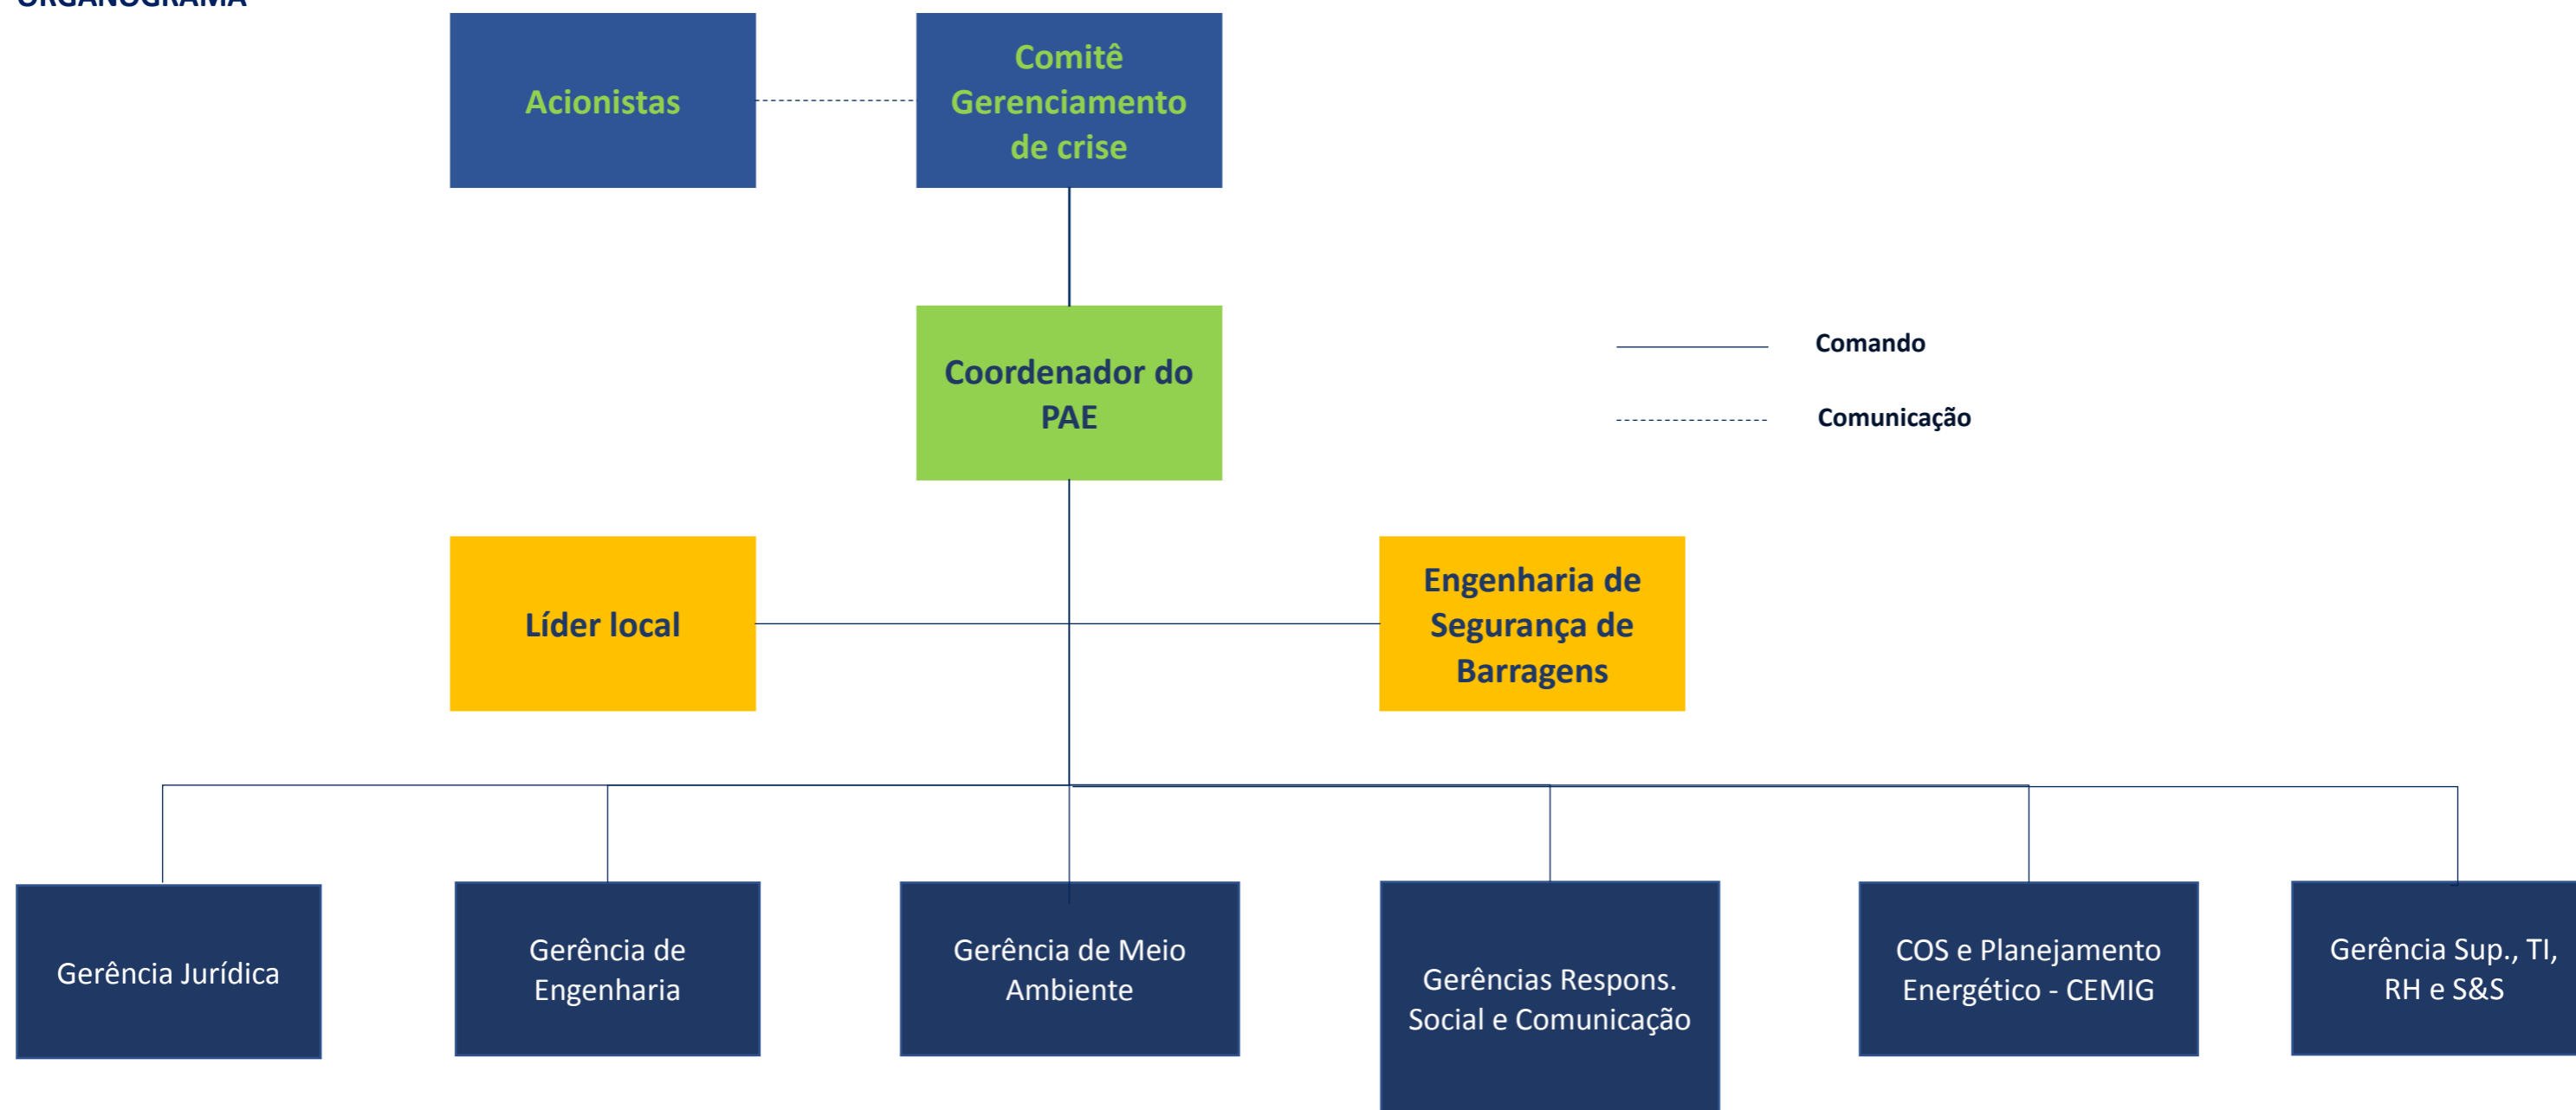 ORGANOGRAMA
Acionistas
Comitê
Gerenciamento
de crise
Coordenador do
PAE
Comando
Comunicação
Líder local
Engenharia de
Segurança de
Barragens
Gerência Jurídica
Gerência de
Engenharia
Gerência de Meio
Ambiente
Gerências Respons.
Social e Comunicação
COS e Planejamento
Energético - CEMIG
Gerência Sup., TI,
RH e S&S